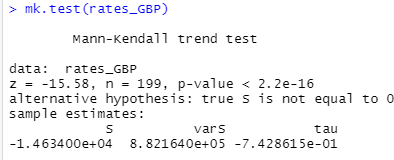 > mk.test(rates_GBP)
Mann-Kendall trend test
data:  rates_GBP
z = -15.58, n = 199, p-value < 2.2e-16
alternative hypothesis: true S is not equal to 0
sample estimates:
S varS tau
-1.463400e+04 8.821640e+05 -7.428615e-01